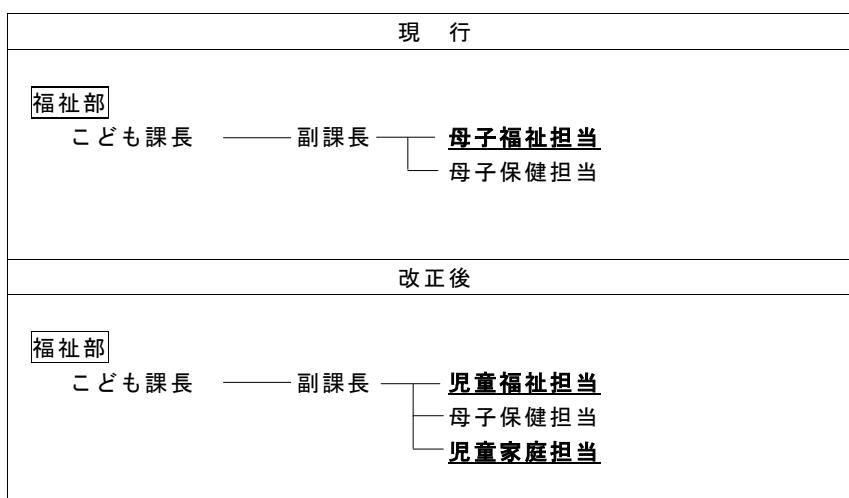 現　行
福祉部
こども課長　副課長　母子福祉担当
母子保健担当
改正後
福祉部
こども課長　副課長　児童福祉担当
母子保健担当
児童家庭担当